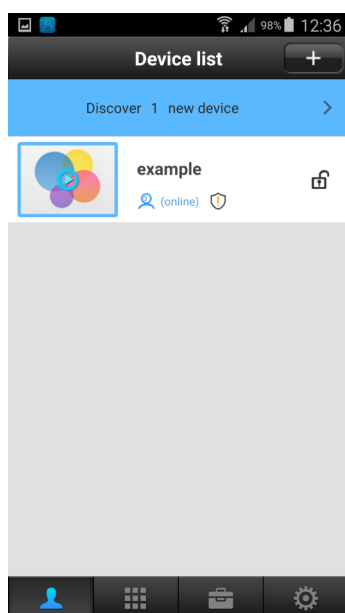 98% 12:36
Device list
+
Discover 1 new device
example
(online)